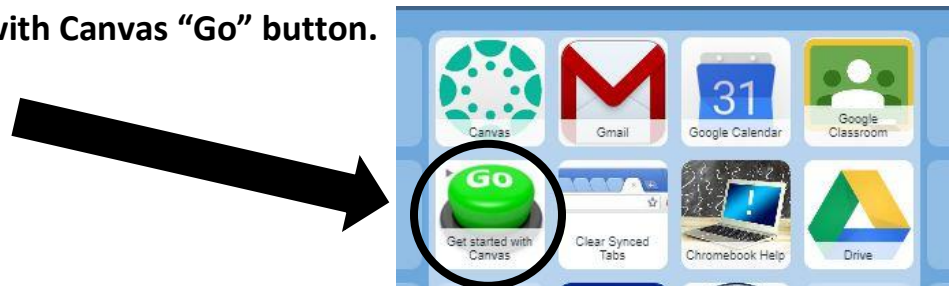 with Canvas “Go” button.
Canvas
Gmail
31
Google Calendar
Google
Classroom
GO
Get started with
Canvas
Clear Synced
Tabs
!
Chromebook Help
Drive